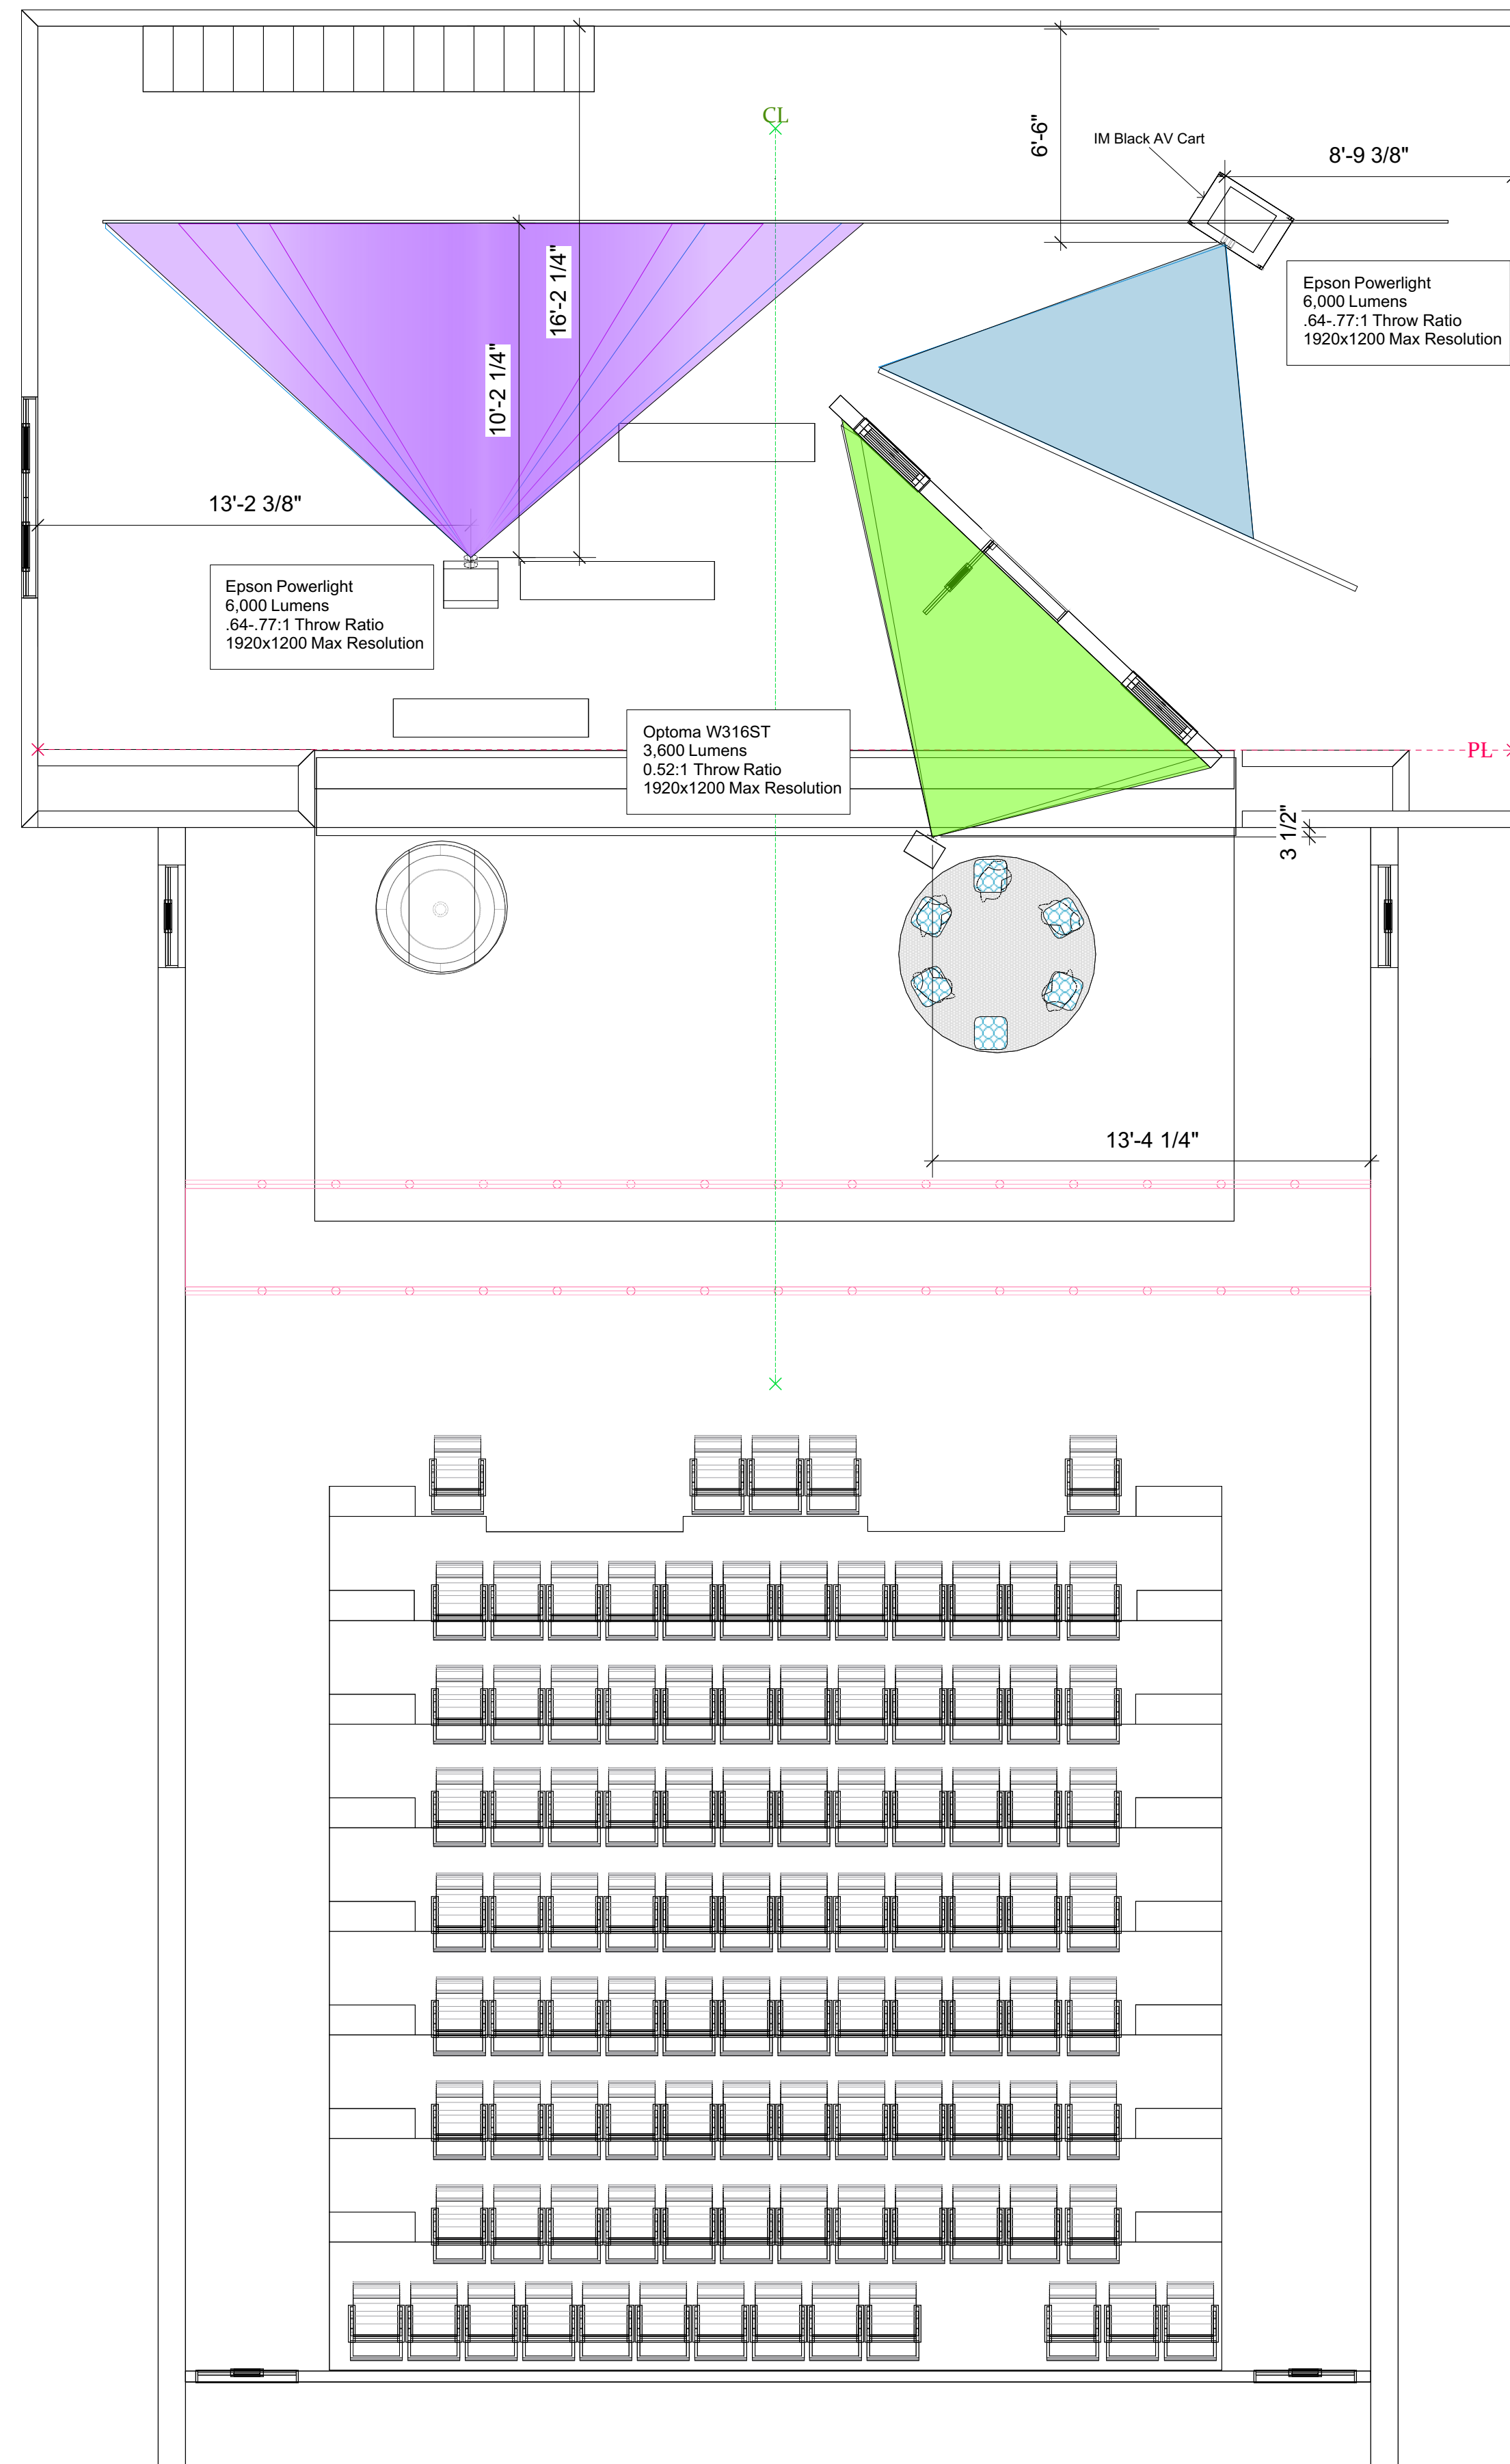 CL
6'-6"
IM Black AV Cart
8'-9 3/8"
16'-2 1/4"
10'-2 1/4"
Epson Powerlight
6,000 Lumens
.64-.77:1 Throw Ratio
1920x1200 Max Resolution
13'-2 3/8"
Epson Powerlight
6,000 Lumens
.64-.77:1 Throw Ratio
1920x1200 Max Resolution
Optoma W316ST
3,600 Lumens
0.52:1 Throw Ratio
1920x1200 Max Resolution
PL
3 1/2"
13'-4 1/4"